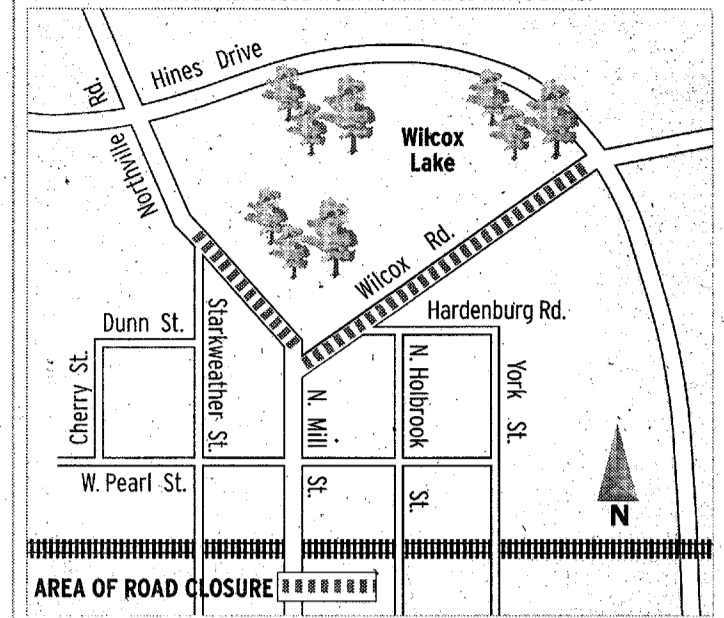 Hines Drive
Northville Rd.
Wilcox
Lake
Wilcox Rd.
Hardenburg Rd.
Dunn St.
Cherry St.
Starkweather St.
N. Mill St.
N. Holbrook St.
York St.
W. Pearl St.
N
AREA OF ROAD CLOSURE